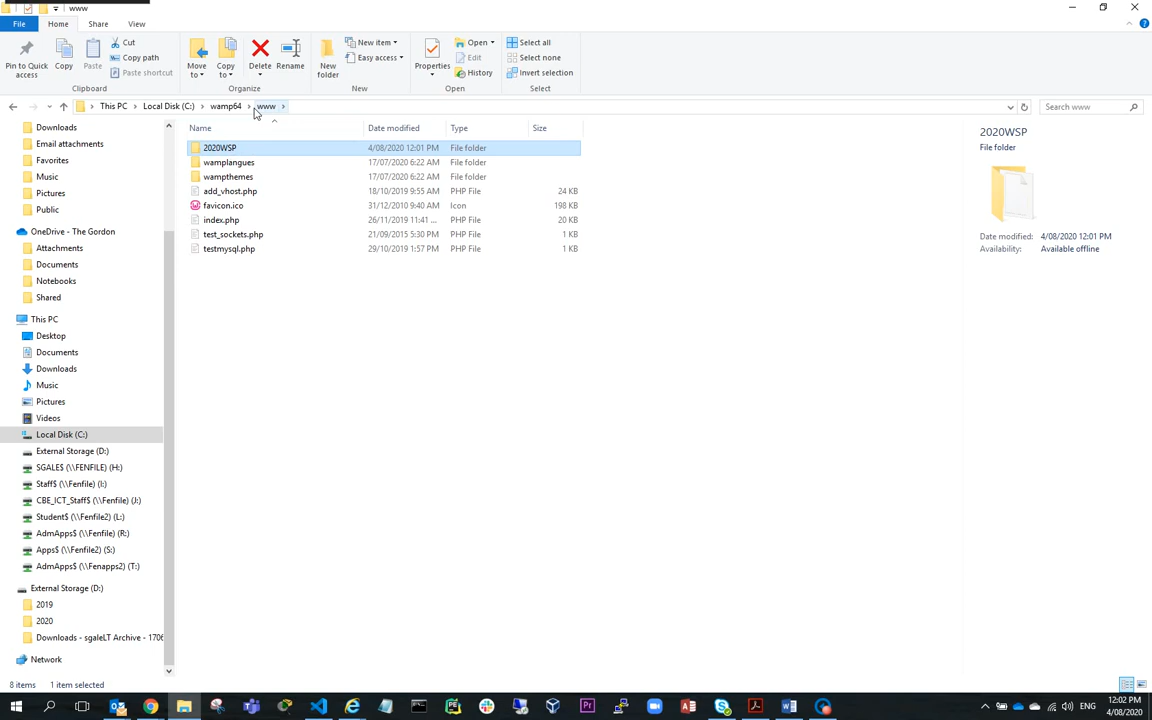 www
File Home Share View
Pin to Quick access
Copy
Paste
Cut
Copy path
Paste shortcut
Clipboard
Move to
Copy to
Delete
Rename
Organize
New folder
New item
Easy access
New
Properties
Open
Edit
History
Open
Select all
Select none
Invert selection
Select
This PC Local Disk (C:) wamp64 www
Search www
Downloads
Email attachments
Favorites
Music
Pictures
Public
OneDrive - The Gordon
Attachments
Documents
Notebooks
Shared
This PC
Desktop
Documents
Downloads
Music
Pictures
Videos
Local Disk (C:)
External Storage (D:)
SGALE$ (\\FENFILE) (H:)
Staff$ (\\Fenfile) (I:)
CBE_ICT_Staff$ (\\Fenfile) (J:)
Student$ (\\Fenfile2) (L:)
AdmApps$ (\\Fenfile) (R:)
Apps$ (\\Fenfile2) (S:)
AdmApps$ (\\Fenapps2) (T:)
External Storage (D:)
2019
2020
Downloads - sgaleLT Archive - 1706
Network
Name Date modified Type Size
2020WSP 4/08/2020 12:01 PM File folder
wamplangues 17/07/2020 6:22 AM File folder
wampthemes 17/07/2020 6:22 AM File folder
add_vhost.php 18/10/2019 9:55 AM PHP File 24 KB
favicon.ico 31/12/2010 9:40 AM Icon 198 KB
index.php 26/11/2019 11:41 ... PHP File 20 KB
test_sockets.php 21/09/2015 5:30 PM PHP File 1 KB
testmysql.php 29/10/2019 1:57 PM PHP File 1 KB
2020WSP
File folder
Date modified: 4/08/2020 12:01 PM
Availability: Available offline
8 items 1 item selected
ENG
12:02 PM
4/08/2020